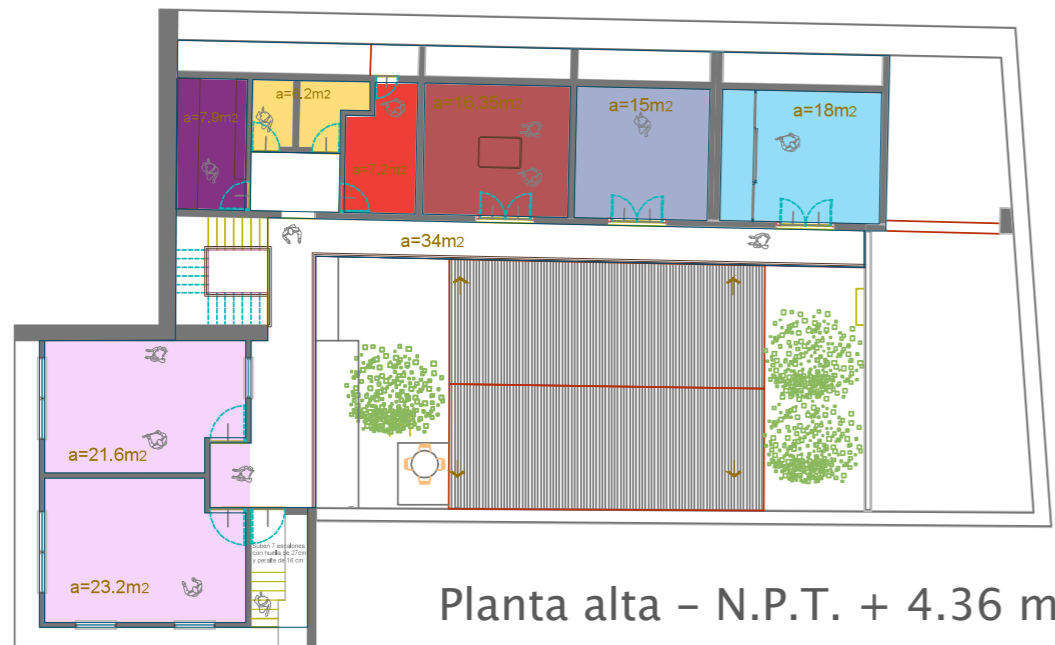 a=7.9m2
a=16.35m2
a=15m2
a=18m2
a=7.2m2
a=34m2
a=21.6m2
a=23.2m2
Suben 7 escalones
con huella de 27cm
y peralte de 16 cm
Planta alta – N.P.T. + 4.36 m